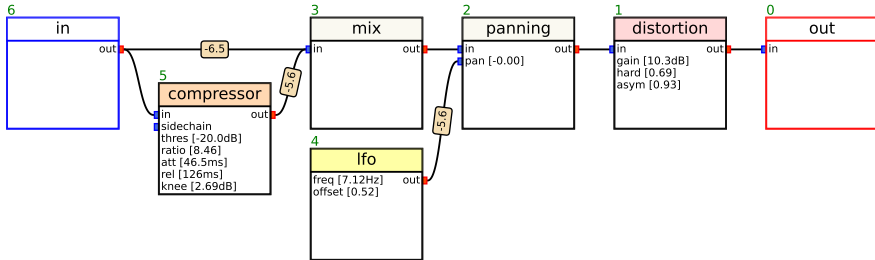 6
in
out
-6.5
5
compressor
in
out
sidechain
thres [-20.0dB]
ratio [8.46]
att [46.5ms]
rel [126ms]
knee [2.69dB]
-5.6
3
mix
in
out
4
lfo
freq [7.12Hz]
out
offset [0.52]
-5.6
2
panning
in
out
pan [-0.00]
1
distortion
in
out
gain [10.3dB]
hard [0.69]
asym [0.93]
0
out
in